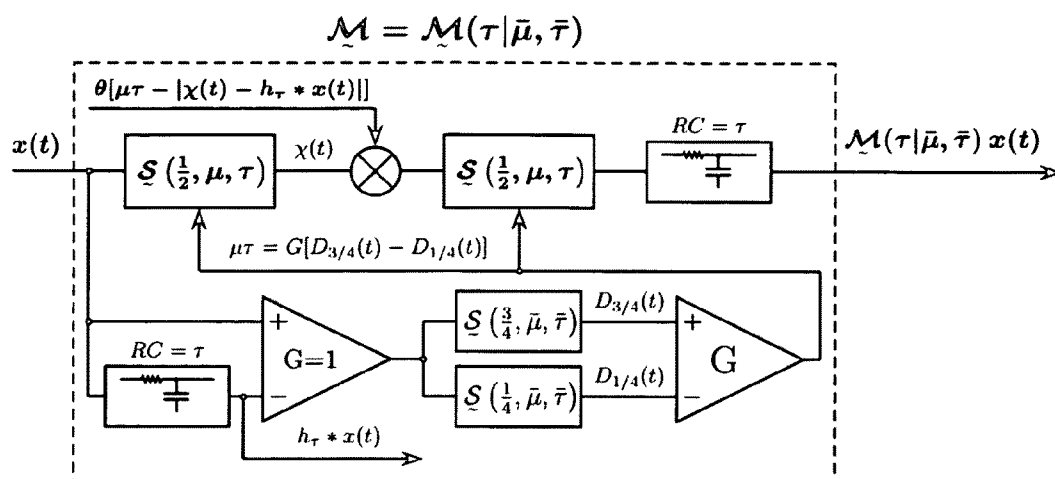 𝓜 = 𝓜(τ|μ̄, τ̄)
θ[μτ − |χ(t) − h_τ * x(t)|]
x(t)
S (1/2, μ, τ)
χ(t)
S (1/2, μ, τ)
RC = τ
𝓜(τ|μ̄, τ̄) x(t)
μτ = G[D_{3/4}(t) − D_{1/4}(t)]
RC = τ
+
−
G=1
S (3/4, μ̄, τ̄)
S (1/4, μ̄, τ̄)
D_{3/4}(t)
D_{1/4}(t)
+
−
G
h_τ * x(t)